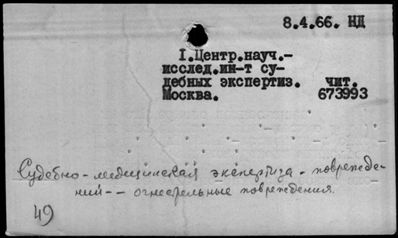 8.4.66. НД
I.Центр.науч.-
исслед.ин-т су-
дебных экспертиз. чит.
Москва. 673993
Судебно-медицинская экспертиза - поврежде-
ний -- огнестрельные повреждения.
49